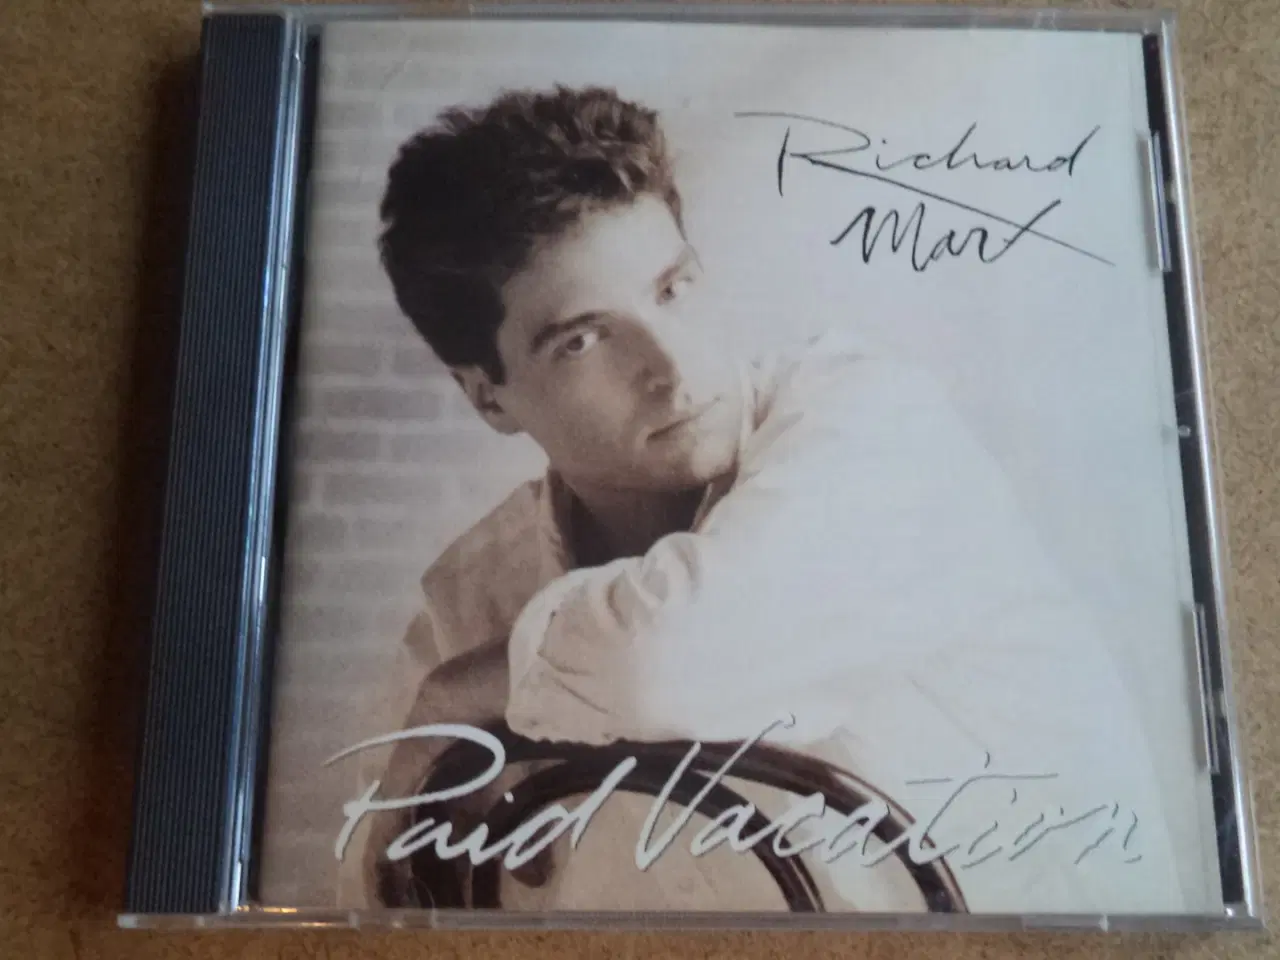 Richard
Marx
Paid Vacation